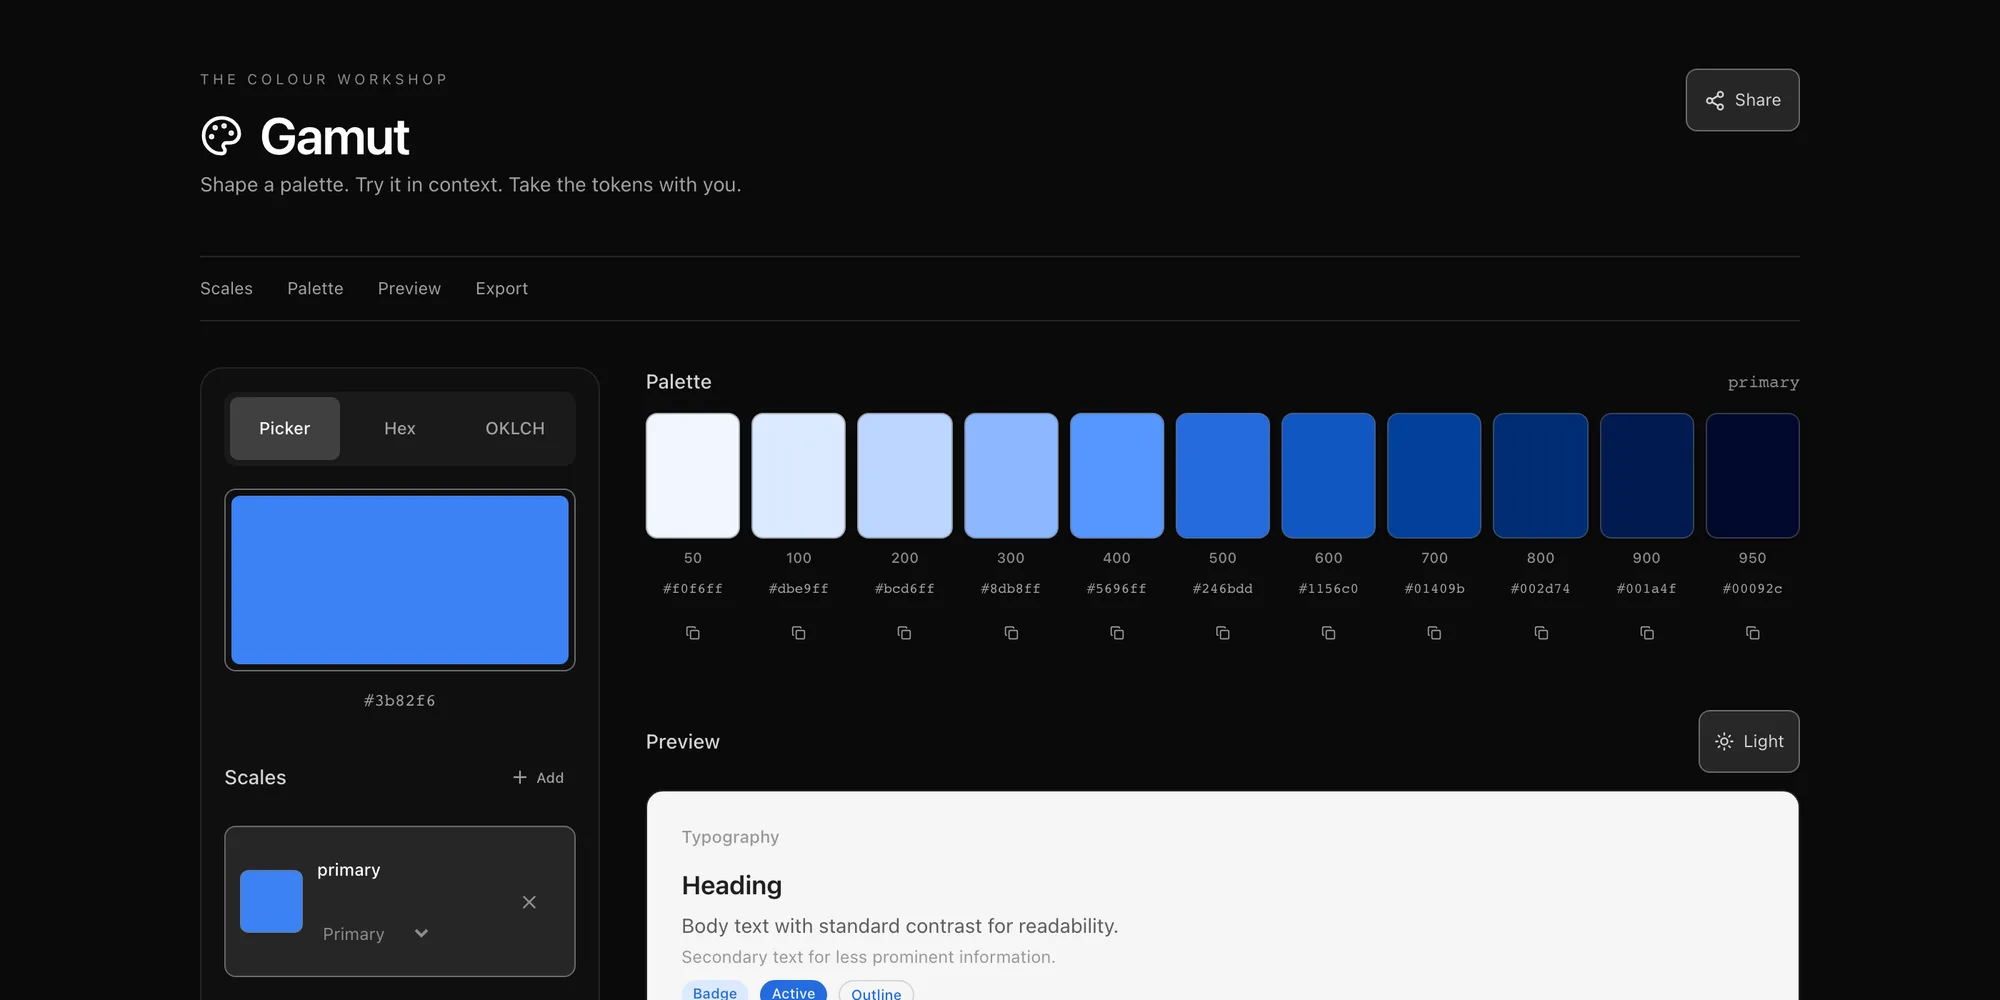 THE COLOUR WORKSHOP
Gamut
Shape a palette. Try it in context. Take the tokens with you.
Share
Scales Palette Preview Export
Picker Hex OKLCH
#3b82f6
Scales
Add
primary
Primary
Palette
primary
50 100 200 300 400 500 600 700 800 900 950
#f0f6ff #dbe9ff #bcd6ff #8db8ff #5696ff #246bdd #1156c0 #01409b #002d74 #001a4f #00092c
Preview
Light
Typography
Heading
Body text with standard contrast for readability.
Secondary text for less prominent information.
Badge Active Outline